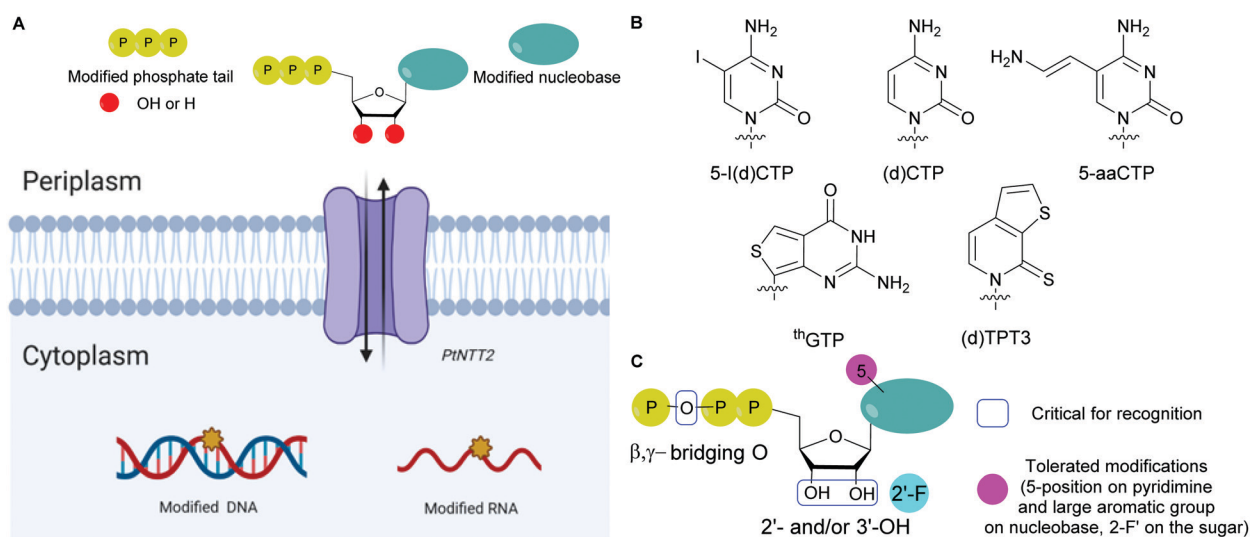 A
P P P
Modified phosphate tail
OH or H
P P P
O
Modified nucleobase
Periplasm
Cytoplasm
PtNTT2
Modified DNA
Modified RNA
B
NH2
I
N
N
O
5-I(d)CTP
NH2
N
N
O
(d)CTP
NH2
H2N
N
N
O
5-aaCTP
O
S
NH
N
NH2
thGTP
S
N
S
(d)TPT3
C
5
P O P P
β,γ– bridging O
O
OH OH
2'-F
2'- and/or 3'-OH
Critical for recognition
Tolerated modifications
(5-position on pyridimine
and large aromatic group
on nucleobase, 2-F' on the sugar)